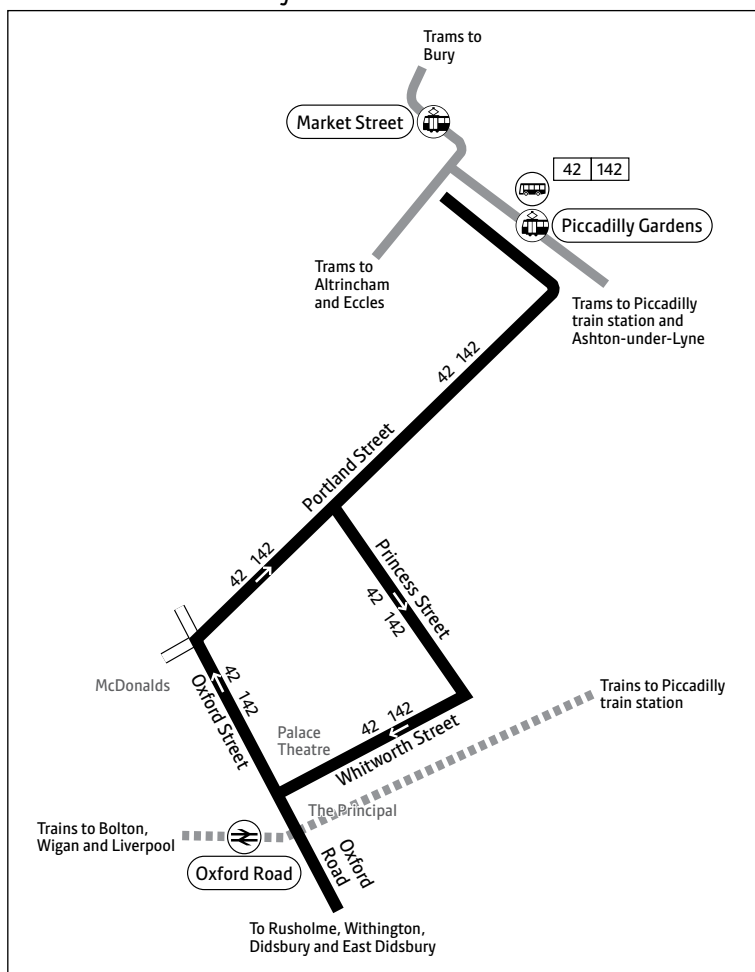 Trams to
Bury
Market Street
42 142
Piccadilly Gardens
Trams to
Altrincham
and Eccles
Trams to Piccadilly
train station and
Ashton-under-Lyne
42 142
Portland Street
42 142
Princess Street
42 142
McDonalds
Oxford Street
42 142
Palace
Theatre
42 142
Whitworth Street
Trains to Piccadilly
train station
The Principal
Trains to Bolton,
Wigan and Liverpool
Oxford Road
Oxford
Road
To Rusholme, Withington,
Didsbury and East Didsbury